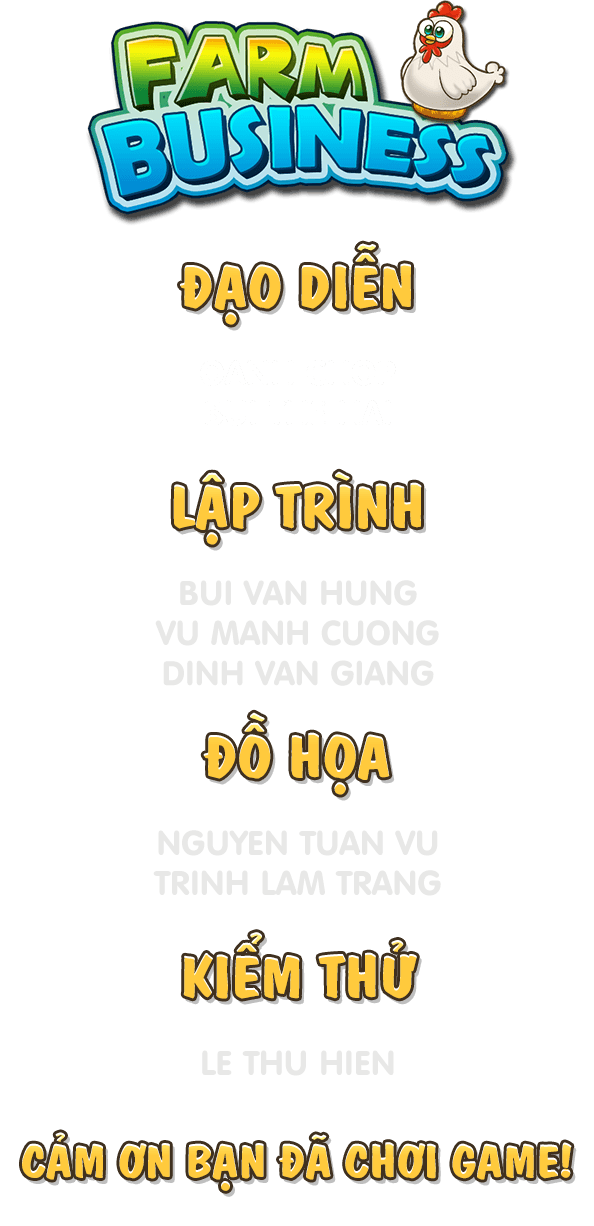 FARM
BUSINESS
ĐẠO DIỄN
LẬP TRÌNH
BUI VAN HUNG
VU MANH CUONG
DINH VAN GIANG
ĐỒ HỌA
NGUYEN TUAN VU
TRINH LAM TRANG
KIỂM THỬ
LE THU HIEN
CẢM ƠN BẠN ĐÃ CHƠI GAME!